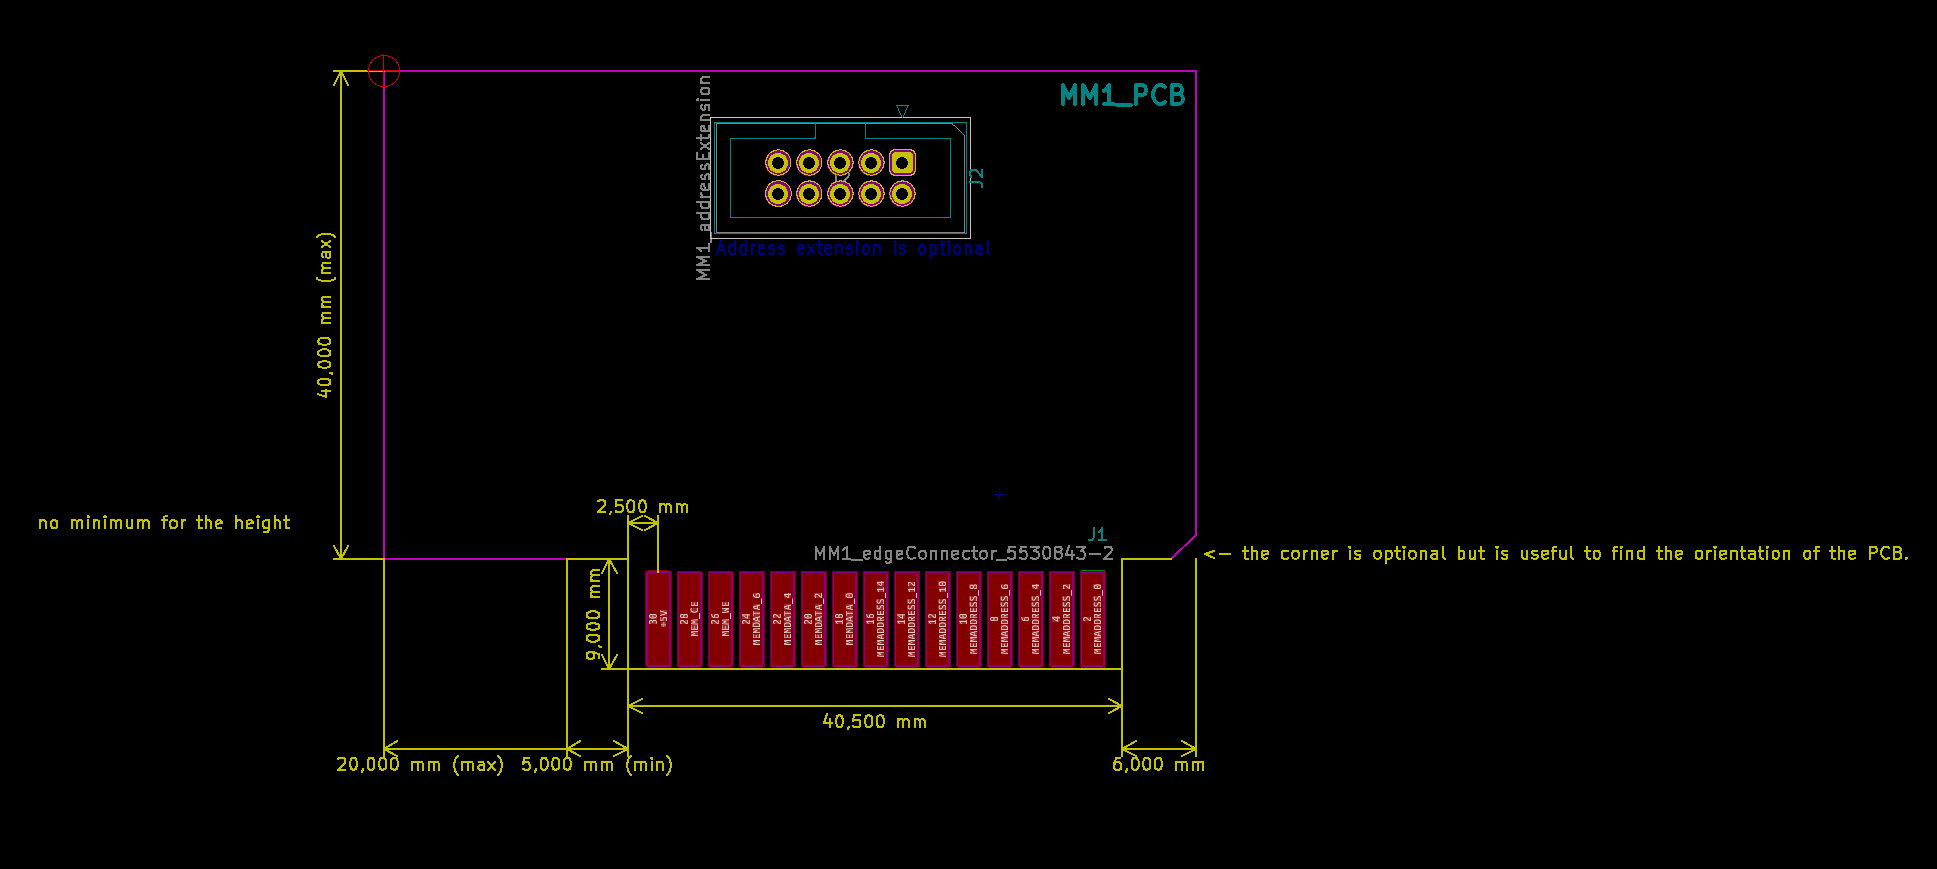 MM1_PCB
MM1_addressExtension
J2
J2
Address extension is optional
40,000 mm (max)
no minimum for the height
2,500 mm
J1
MM1_edgeConnector_5530843-2
<- the corner is optional but is useful to find the orientation of the PCB.
9,000 mm
30
+5V
28
MEM_CE
26
MEM_WE
24
MEMDATA_6
22
MEMDATA_4
20
MEMDATA_2
18
MEMDATA_0
16
MEMADDRESS_14
14
MEMADDRESS_12
12
MEMADDRESS_10
10
MEMADDRESS_8
8
MEMADDRESS_6
6
MEMADDRESS_4
4
MEMADDRESS_2
2
MEMADDRESS_0
40,500 mm
20,000 mm (max)
5,000 mm (min)
6,000 mm